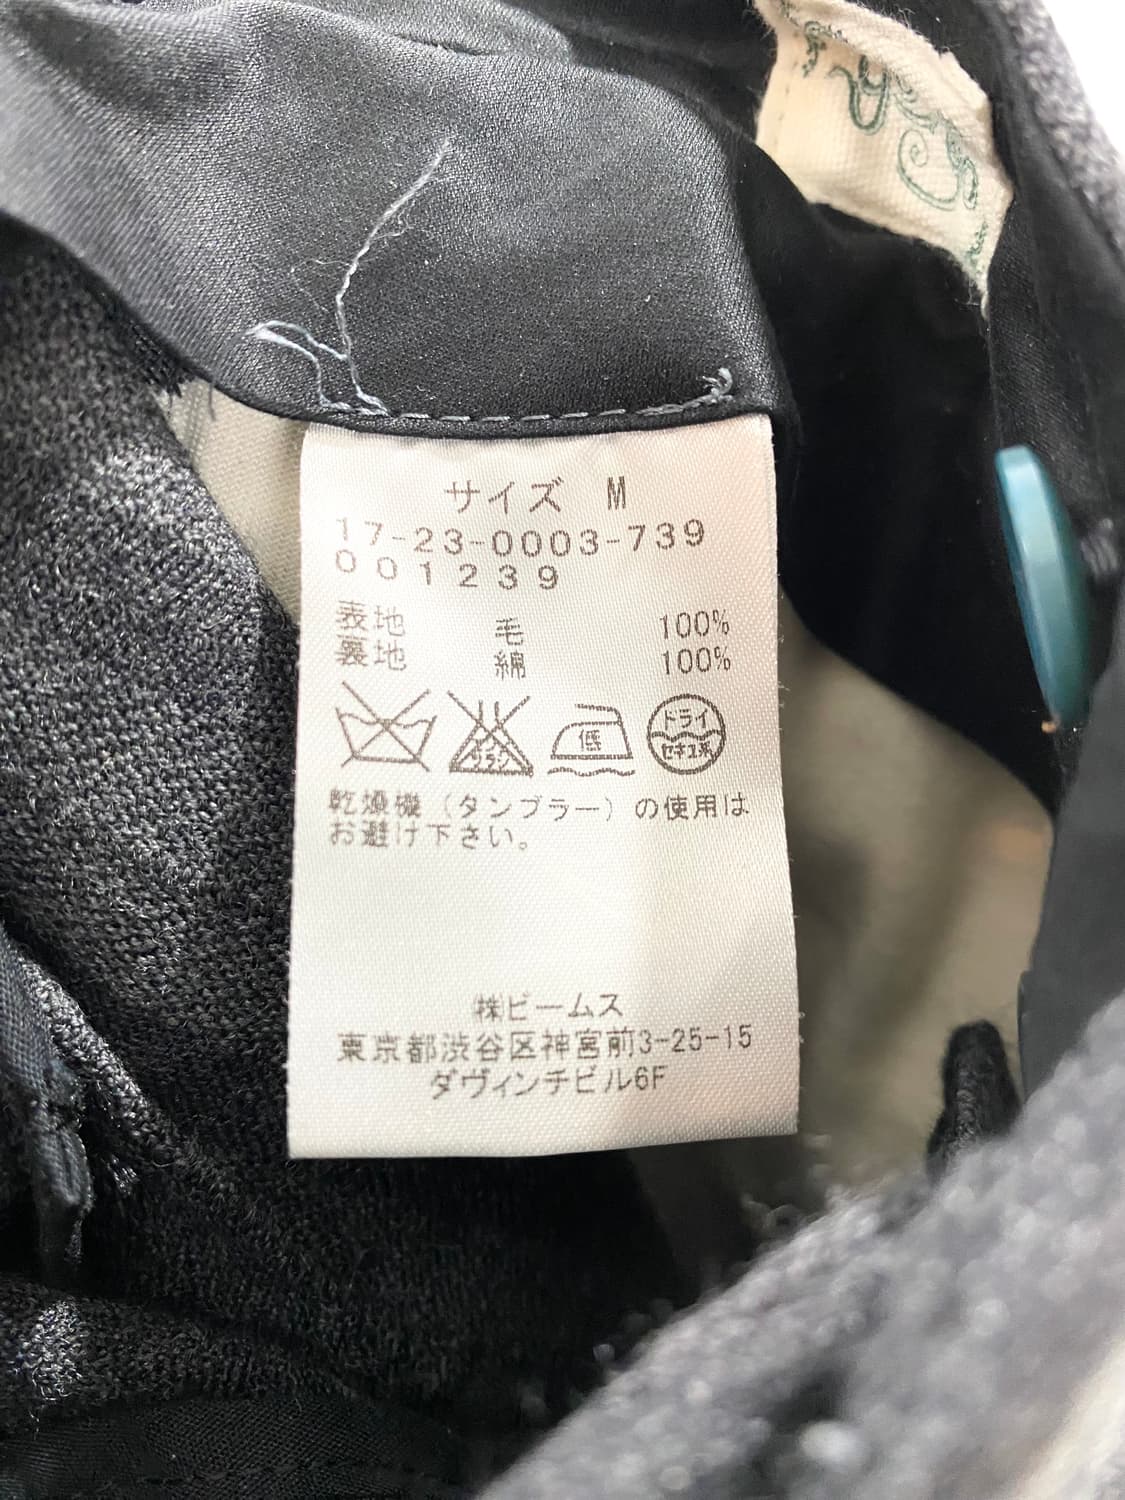 サイズ M
17-23-0003-739
001239
表地 毛 100%
裏地 綿 100%
サラシ
低
ドライ
セキユ系
乾燥機（タンブラー）の使用は
お避け下さい。
㈱ビームス
東京都渋谷区神宮前3-25-15
ダヴィンチビル6F